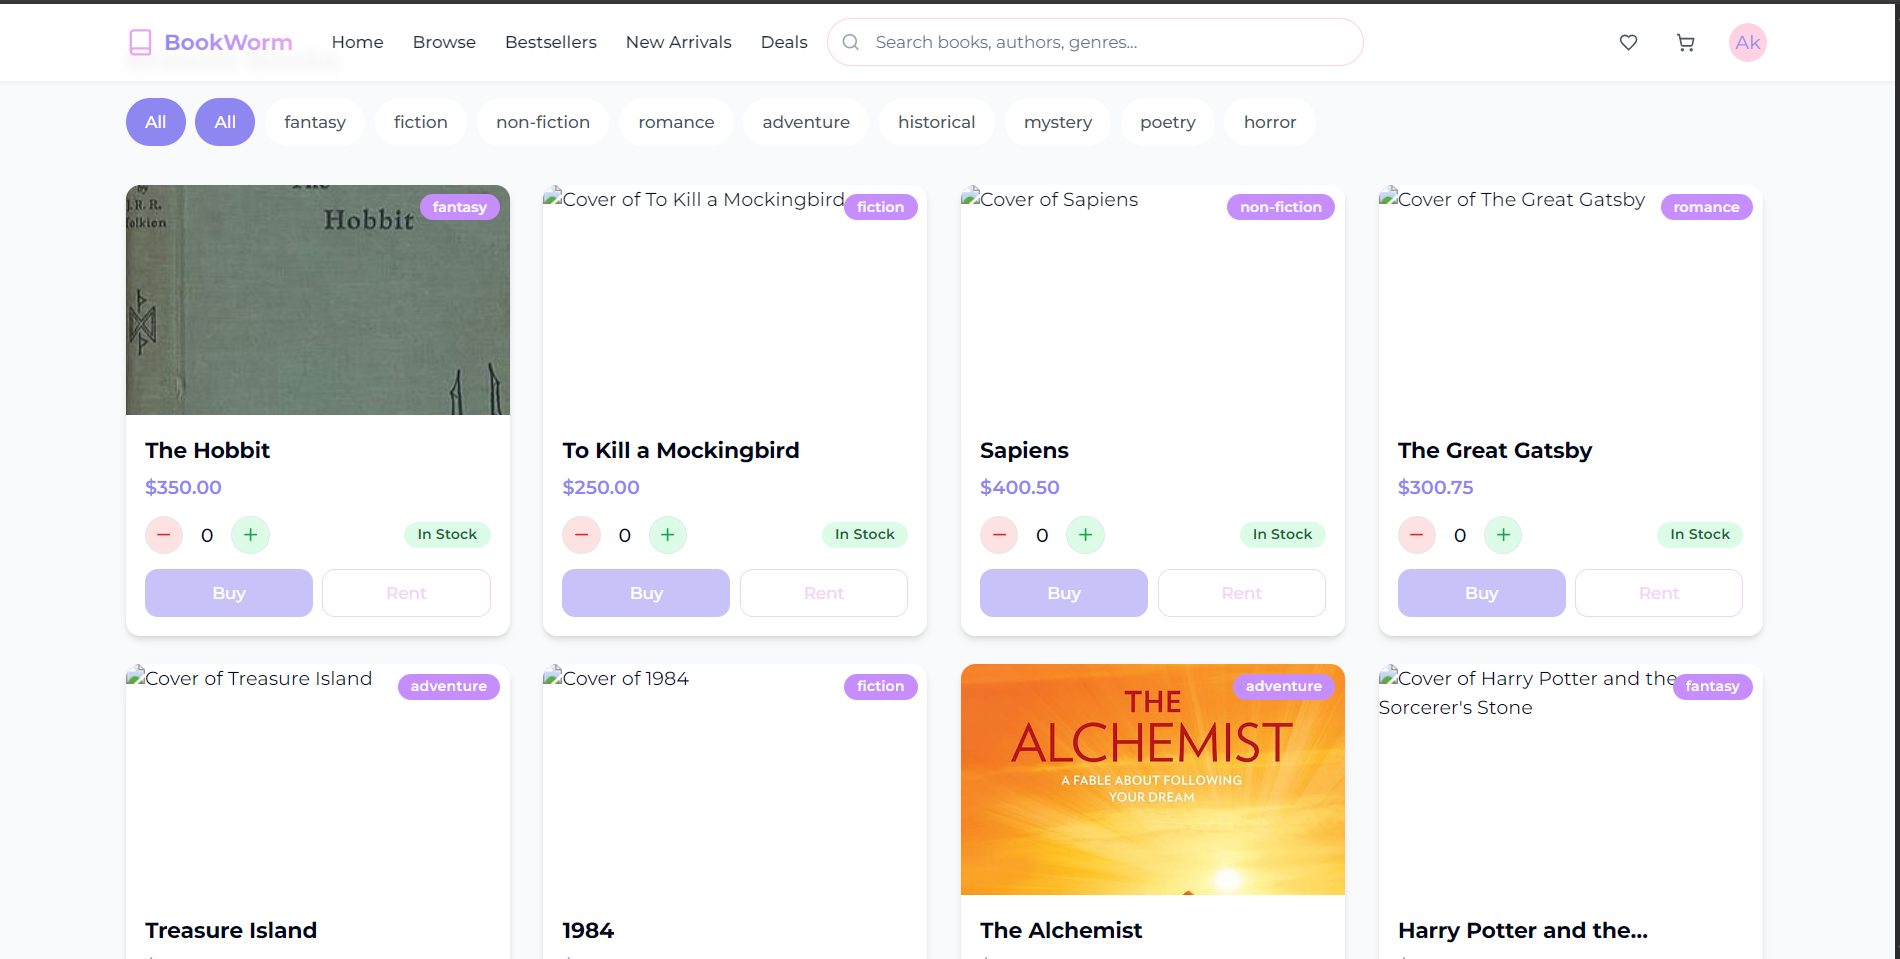 BookWorm
Home
Browse
Bestsellers
New Arrivals
Deals
Search books, authors, genres...
Ak
All
All
fantasy
fiction
non-fiction
romance
adventure
historical
mystery
poetry
horror
by
J.R.R.
Tolkien
The
Hobbit
fantasy
The Hobbit
$350.00
0
In Stock
Buy
Rent
Cover of To Kill a Mockingbird
fiction
To Kill a Mockingbird
$250.00
0
In Stock
Buy
Rent
Cover of Sapiens
non-fiction
Sapiens
$400.50
0
In Stock
Buy
Rent
Cover of The Great Gatsby
romance
The Great Gatsby
$300.75
0
In Stock
Buy
Rent
Cover of Treasure Island
adventure
Treasure Island
Cover of 1984
fiction
1984
THE
ALCHEMIST
A FABLE ABOUT FOLLOWING
YOUR DREAM
adventure
The Alchemist
Cover of Harry Potter and the
Sorcerer's Stone
fantasy
Harry Potter and the...